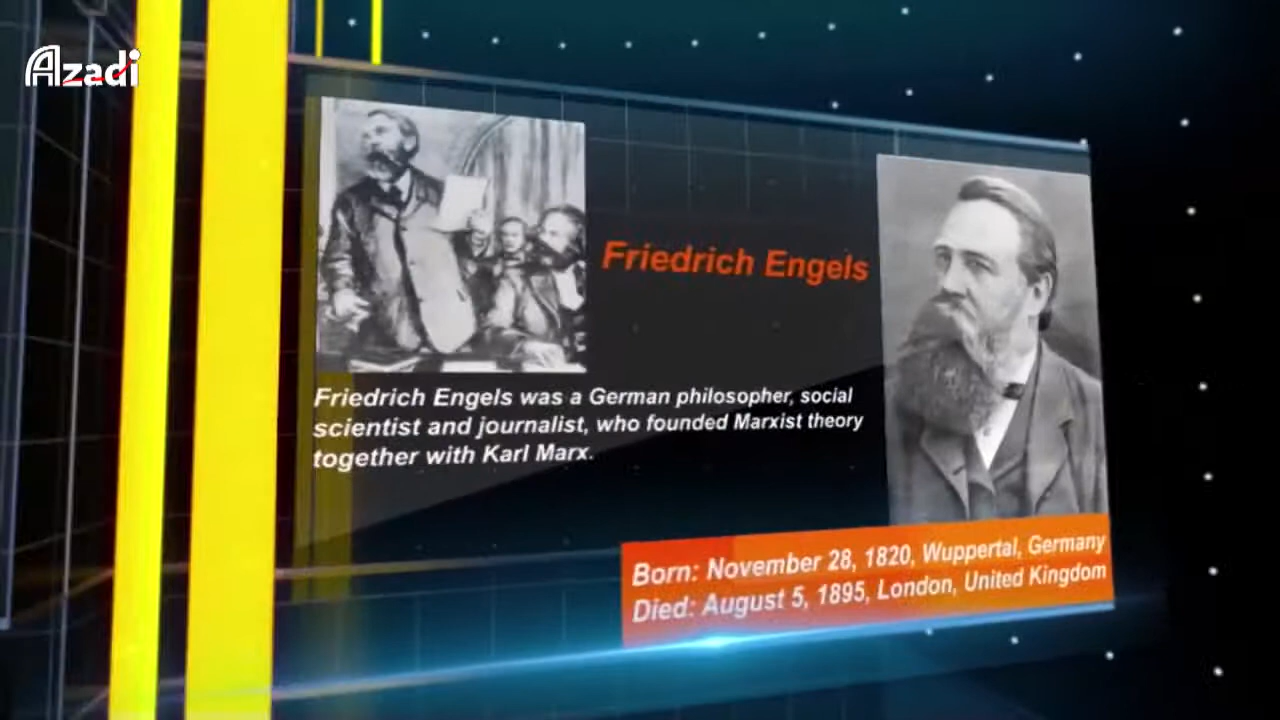 Azadi
Friedrich Engels
Friedrich Engels was a German philosopher, social
scientist and journalist, who founded Marxist theory
together with Karl Marx.
Born: November 28, 1820, Wuppertal, Germany
Died: August 5, 1895, London, United Kingdom